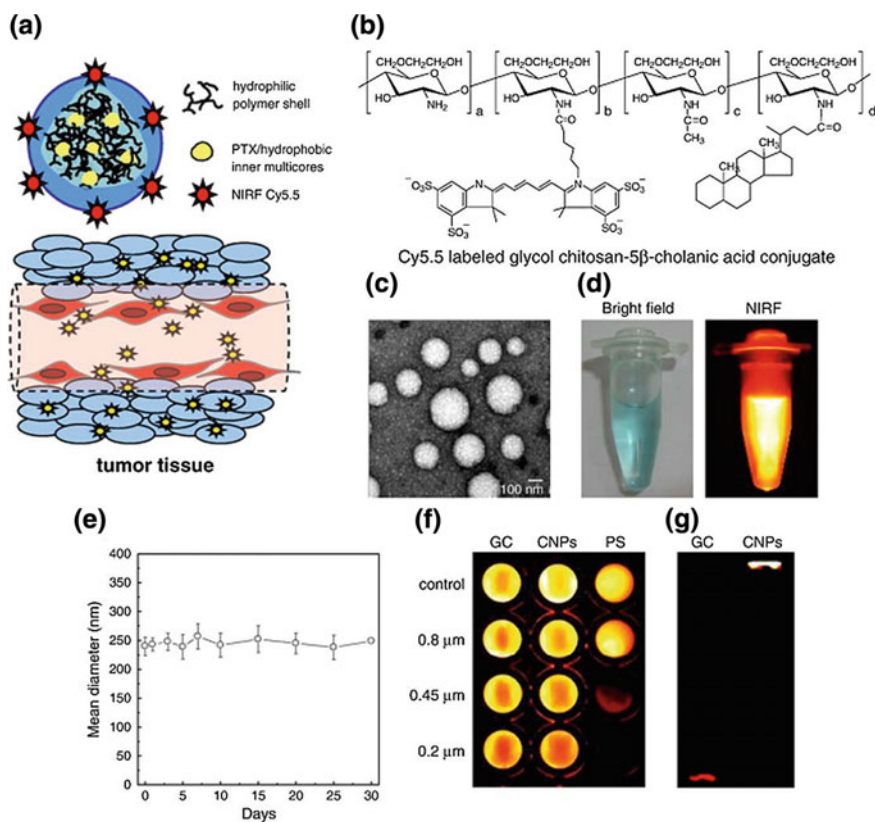 (a)
hydrophilic
polymer shell
PTX/hydrophobic
inner multicores
NIRF Cy5.5
tumor tissue
(b)
CH₂OCH₂CH₂OH CH₂OCH₂CH₂OH CH₂OCH₂CH₂OH CH₂OCH₂CH₂OH
O O O O O O O O
HO HO HO HO
NH₂ a NH b NH c NH d
C=O C=O C=O
CH₃
CH₃
CH₃
⁻O₃S N N SO₃⁻
SO₃⁻ SO₃⁻
Cy5.5 labeled glycol chitosan-5β-cholanic acid conjugate
(c)
100 nm
(d)
Bright field NIRF
(e)
Mean diameter (nm)
400
350
300
250
200
150
100
50
0
0 5 10 15 20 25 30
Days
(f)
GC CNPs PS
control
0.8 μm
0.45 μm
0.2 μm
(g)
GC CNPs